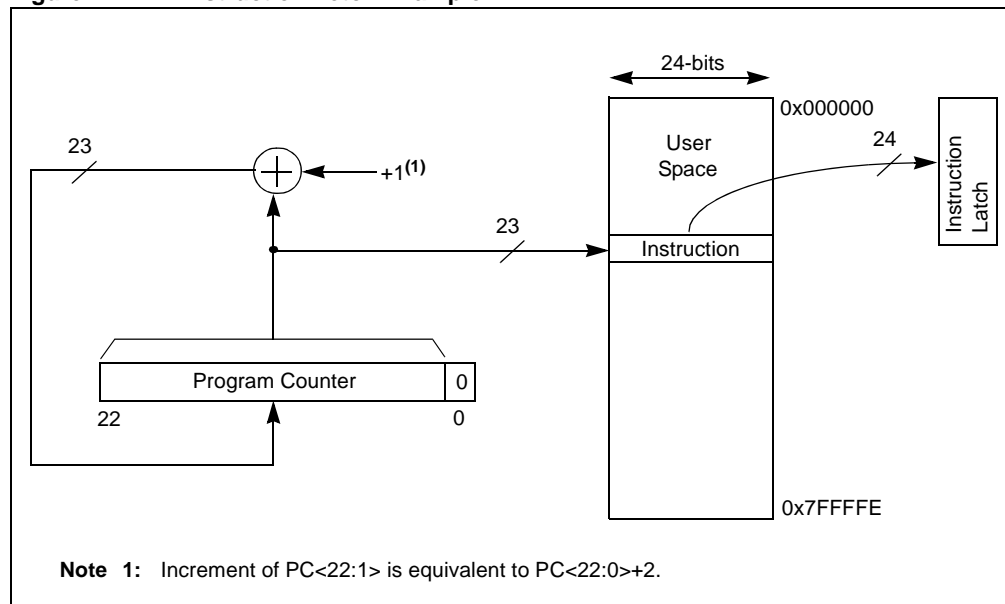 24-bits
0x000000
23
+1(1)
User
Space
24
Instruction
Latch
23
Instruction
Program Counter
0
22
0
0x7FFFFE
Note 1: Increment of PC<22:1> is equivalent to PC<22:0>+2.